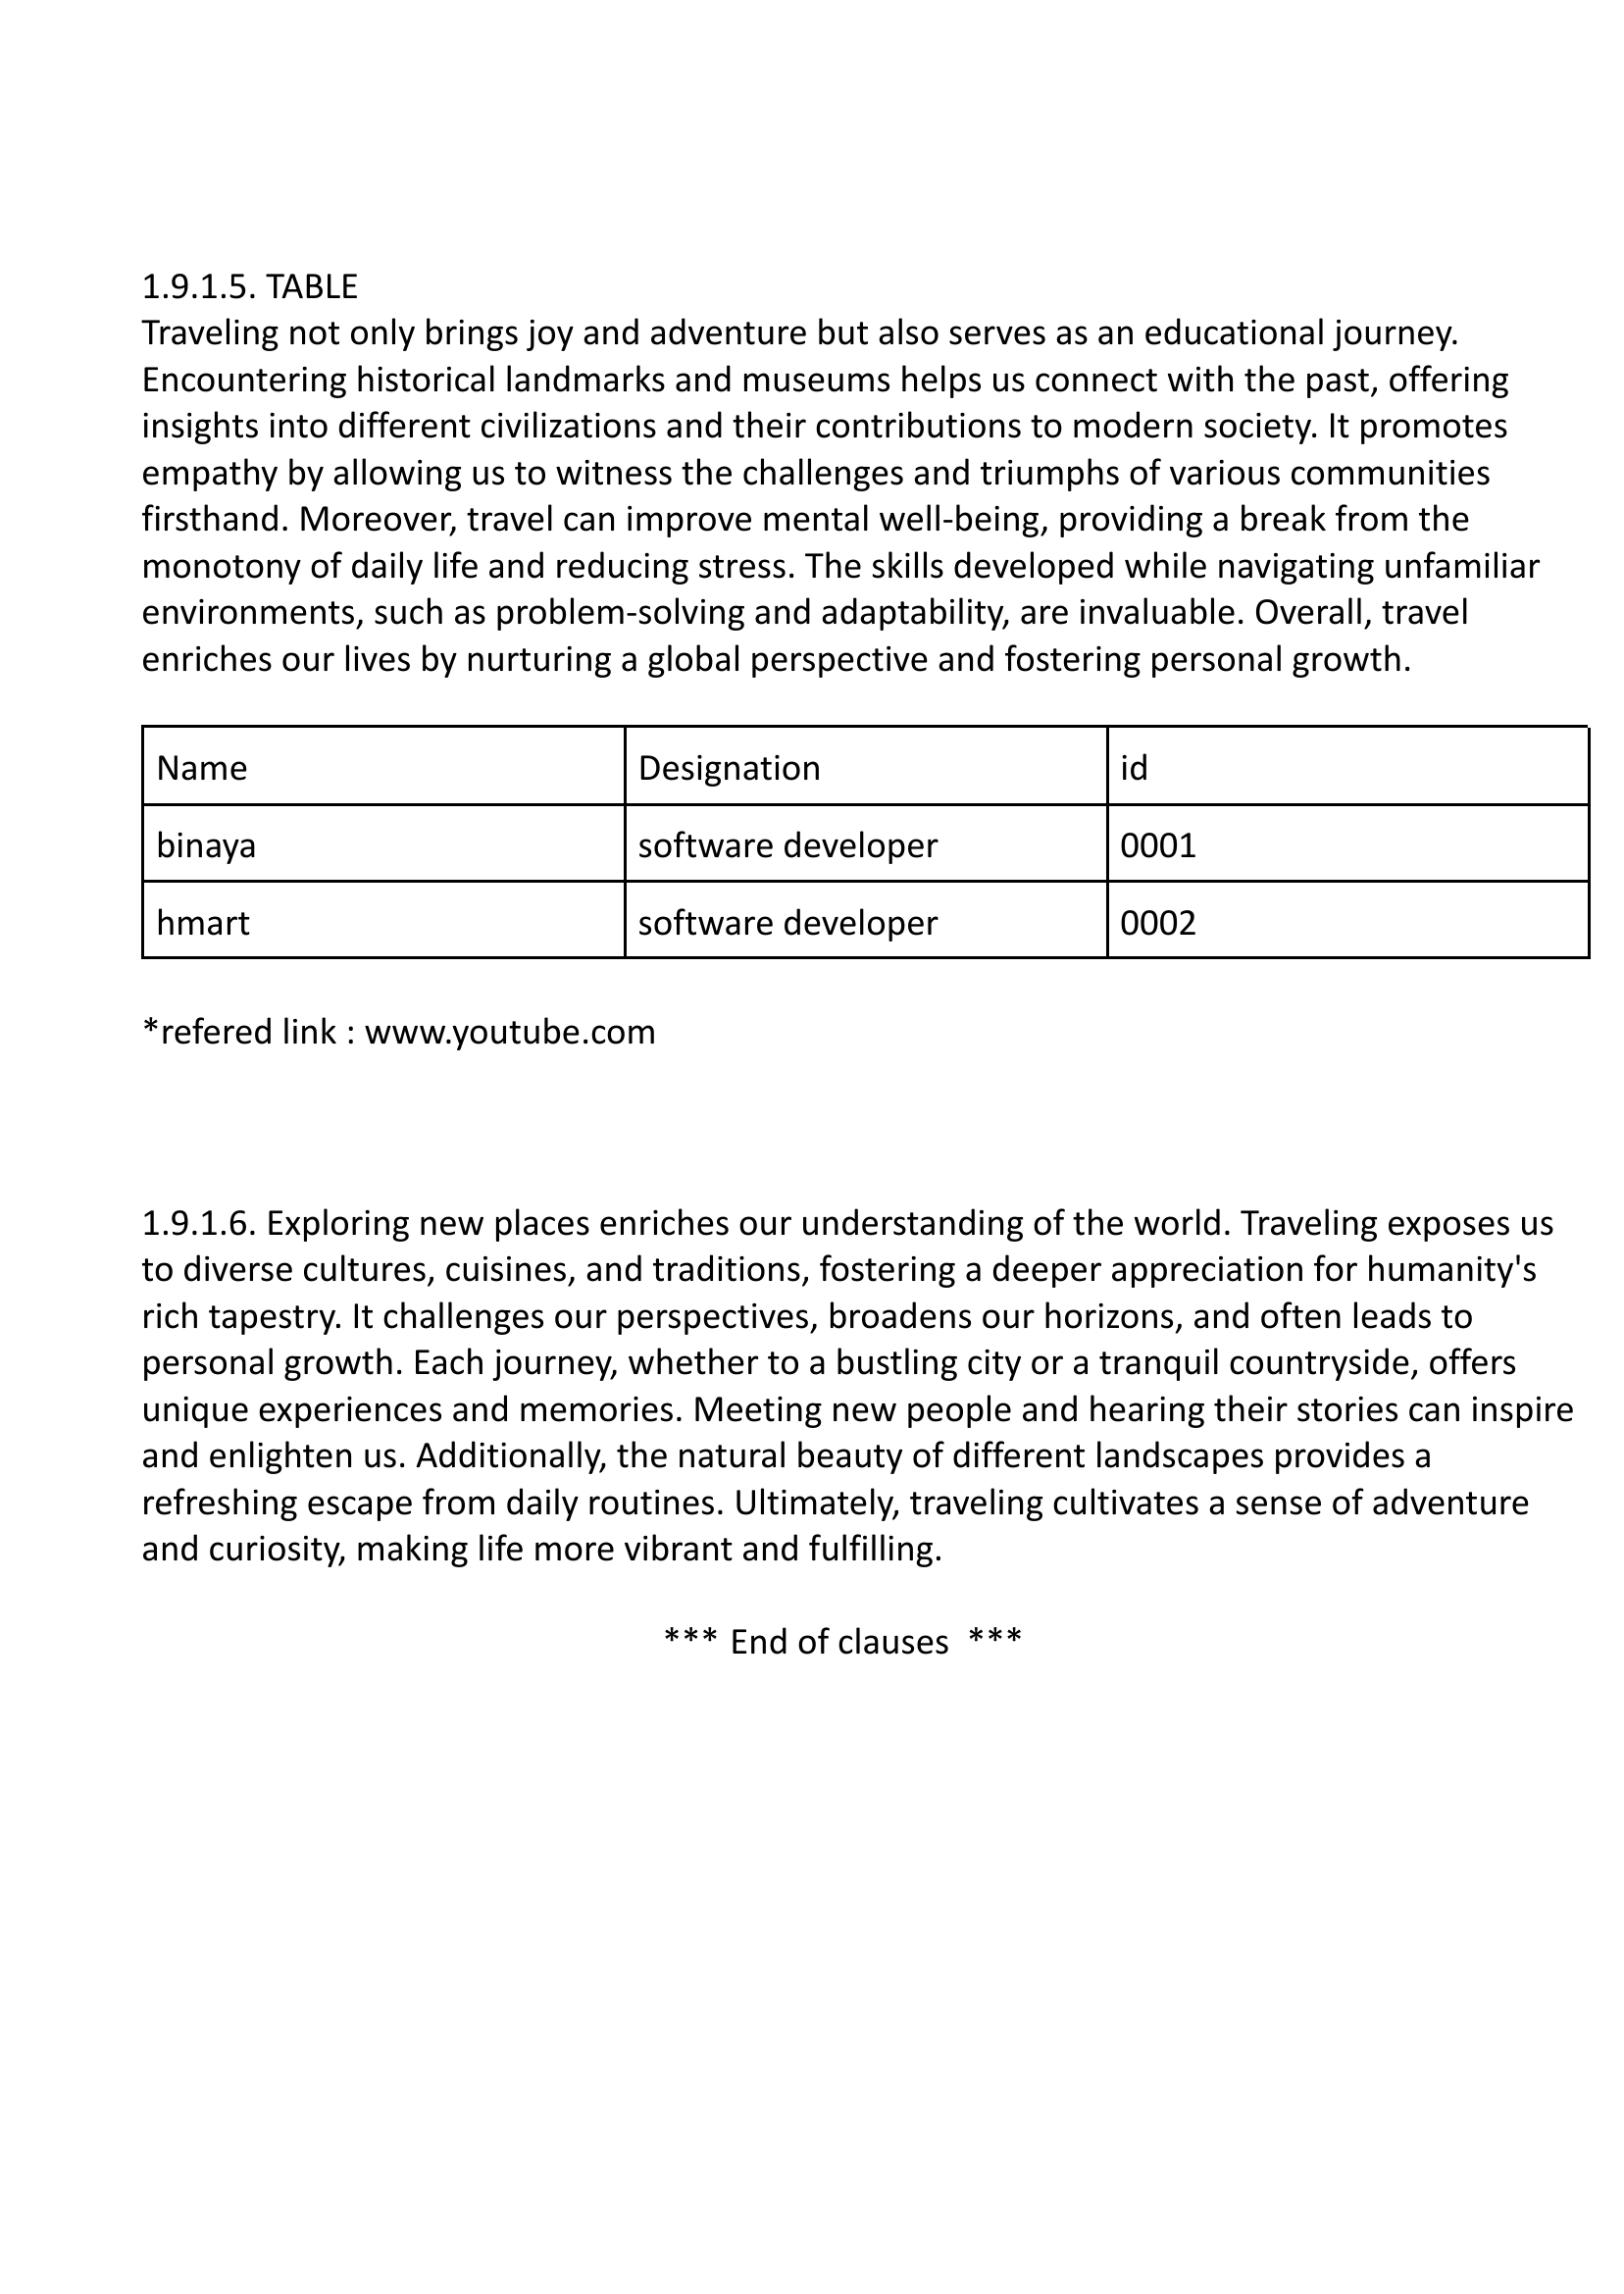 1.9.1.5. TABLE
Traveling not only brings joy and adventure but also serves as an educational journey.
Encountering historical landmarks and museums helps us connect with the past, offering
insights into different civilizations and their contributions to modern society. It promotes
empathy by allowing us to witness the challenges and triumphs of various communities
firsthand. Moreover, travel can improve mental well-being, providing a break from the
monotony of daily life and reducing stress. The skills developed while navigating unfamiliar
environments, such as problem-solving and adaptability, are invaluable. Overall, travel
enriches our lives by nurturing a global perspective and fostering personal growth.
Name Designation id
binaya software developer 0001
hmart software developer 0002
*refered link : www.youtube.com
1.9.1.6. Exploring new places enriches our understanding of the world. Traveling exposes us
to diverse cultures, cuisines, and traditions, fostering a deeper appreciation for humanity's
rich tapestry. It challenges our perspectives, broadens our horizons, and often leads to
personal growth. Each journey, whether to a bustling city or a tranquil countryside, offers
unique experiences and memories. Meeting new people and hearing their stories can inspire
and enlighten us. Additionally, the natural beauty of different landscapes provides a
refreshing escape from daily routines. Ultimately, traveling cultivates a sense of adventure
and curiosity, making life more vibrant and fulfilling.
*** End of clauses  ***